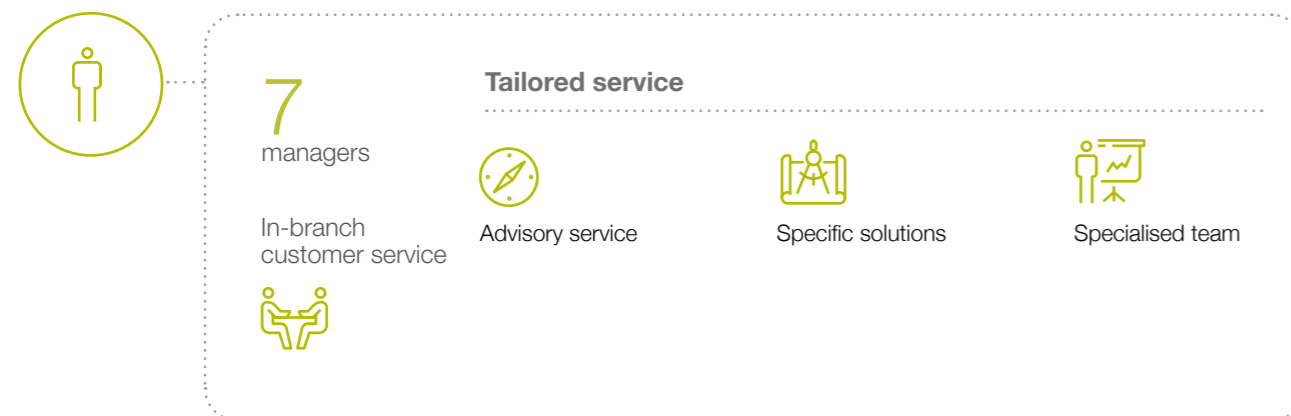 7
managers
In-branch
customer service
Tailored service
Advisory service
Specific solutions
Specialised team